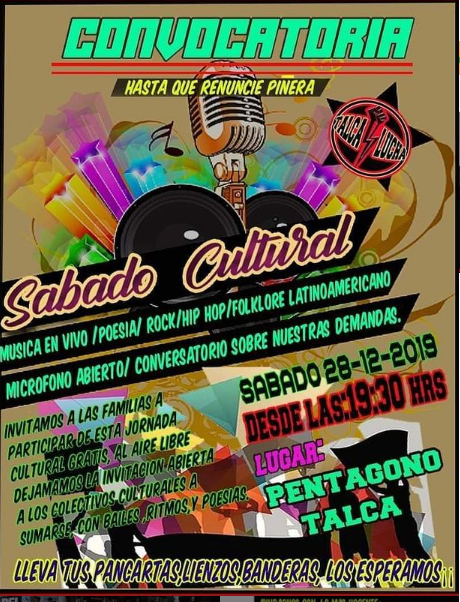 CONVOCATORIA
HASTA QUE RENUNCIE PIÑERA
TALCA LUCHA
Sabado Cultural
MUSICA EN VIVO /POESIA/ ROCK/HIP HOP/FOLKLORE LATINOAMERICANO
MICROFONO ABIERTO/ CONVERSATORIO SOBRE NUESTRAS DEMANDAS.
SABADO 28-12-2019
DESDE LAS:19:30 HRS
LUGAR:
PENTAGONO
TALCA
INVITAMOS A LAS FAMILIAS A
PARTICIPAR DE ESTA JORNADA
CULTURAL GRATIS, AL AIRE LIBRE
DEJAMAMOS LA INVITACION ABIERTA
A LOS COLECTIVOS CULTURALES A
SUMARSE, CON BAILES ,RITMOS Y POESIAS.
LLEVA TUS PANCARTAS,LIENZOS,BANDERAS, LOS ESPERAMOS¡¡